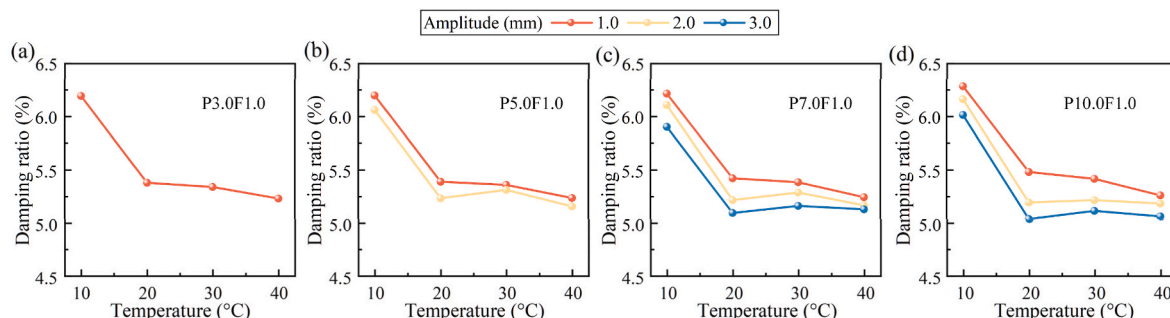 Amplitude (mm) 1.0 2.0 3.0
(a) (b) (c) (d)
6.5 6.5 6.5 6.5
P3.0F1.0 P5.0F1.0 P7.0F1.0 P10.0F1.0
6.0 6.0 6.0 6.0
Damping ratio (%) Damping ratio (%) Damping ratio (%) Damping ratio (%)
5.5 5.5 5.5 5.5
5.0 5.0 5.0 5.0
4.5 4.5 4.5 4.5
10 20 30 40 10 20 30 40 10 20 30 40 10 20 30 40
Temperature (°C) Temperature (°C) Temperature (°C) Temperature (°C)